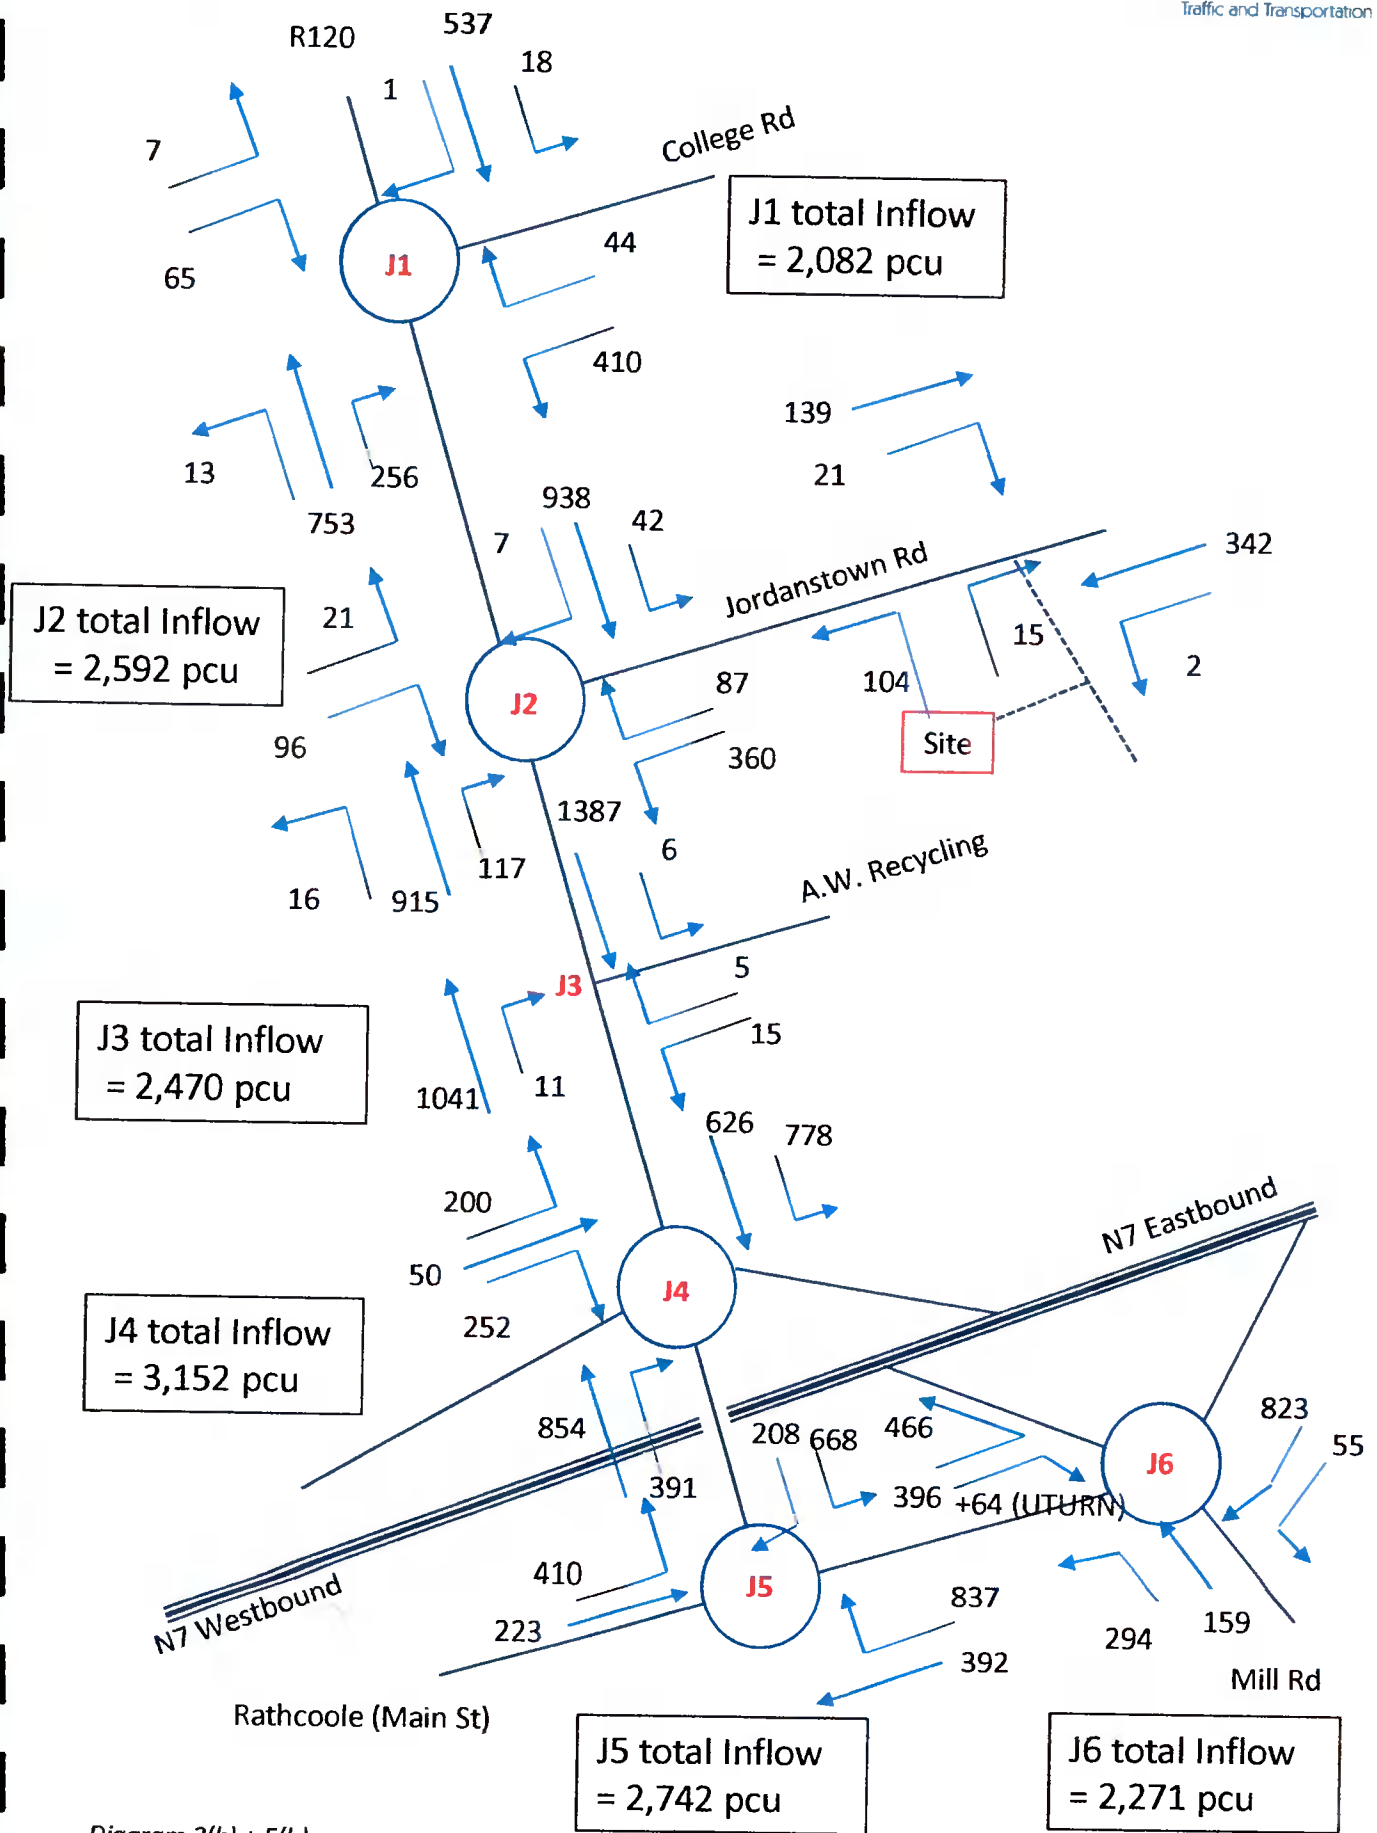 Traffic and Transportation
537
R120
18
1
College Rd
7
J1 total Inflow
= 2,082 pcu
44
J1
65
410
139
13
256
21
753
938
42
7
342
Jordanstown Rd
J2 total Inflow
= 2,592 pcu
21
15
2
87
104
J2
Site
96
360
1387
6
117
A.W. Recycling
16
915
5
J3
15
J3 total Inflow
= 2,470 pcu
11
1041
626
778
200
N7 Eastbound
50
J4
252
J4 total Inflow
= 3,152 pcu
823
854
208
668
466
55
J6
391
396
+64 (UTURN)
410
J5
N7 Westbound
837
223
159
294
392
Mill Rd
Rathcoole (Main St)
J5 total Inflow
= 2,742 pcu
J6 total Inflow
= 2,271 pcu